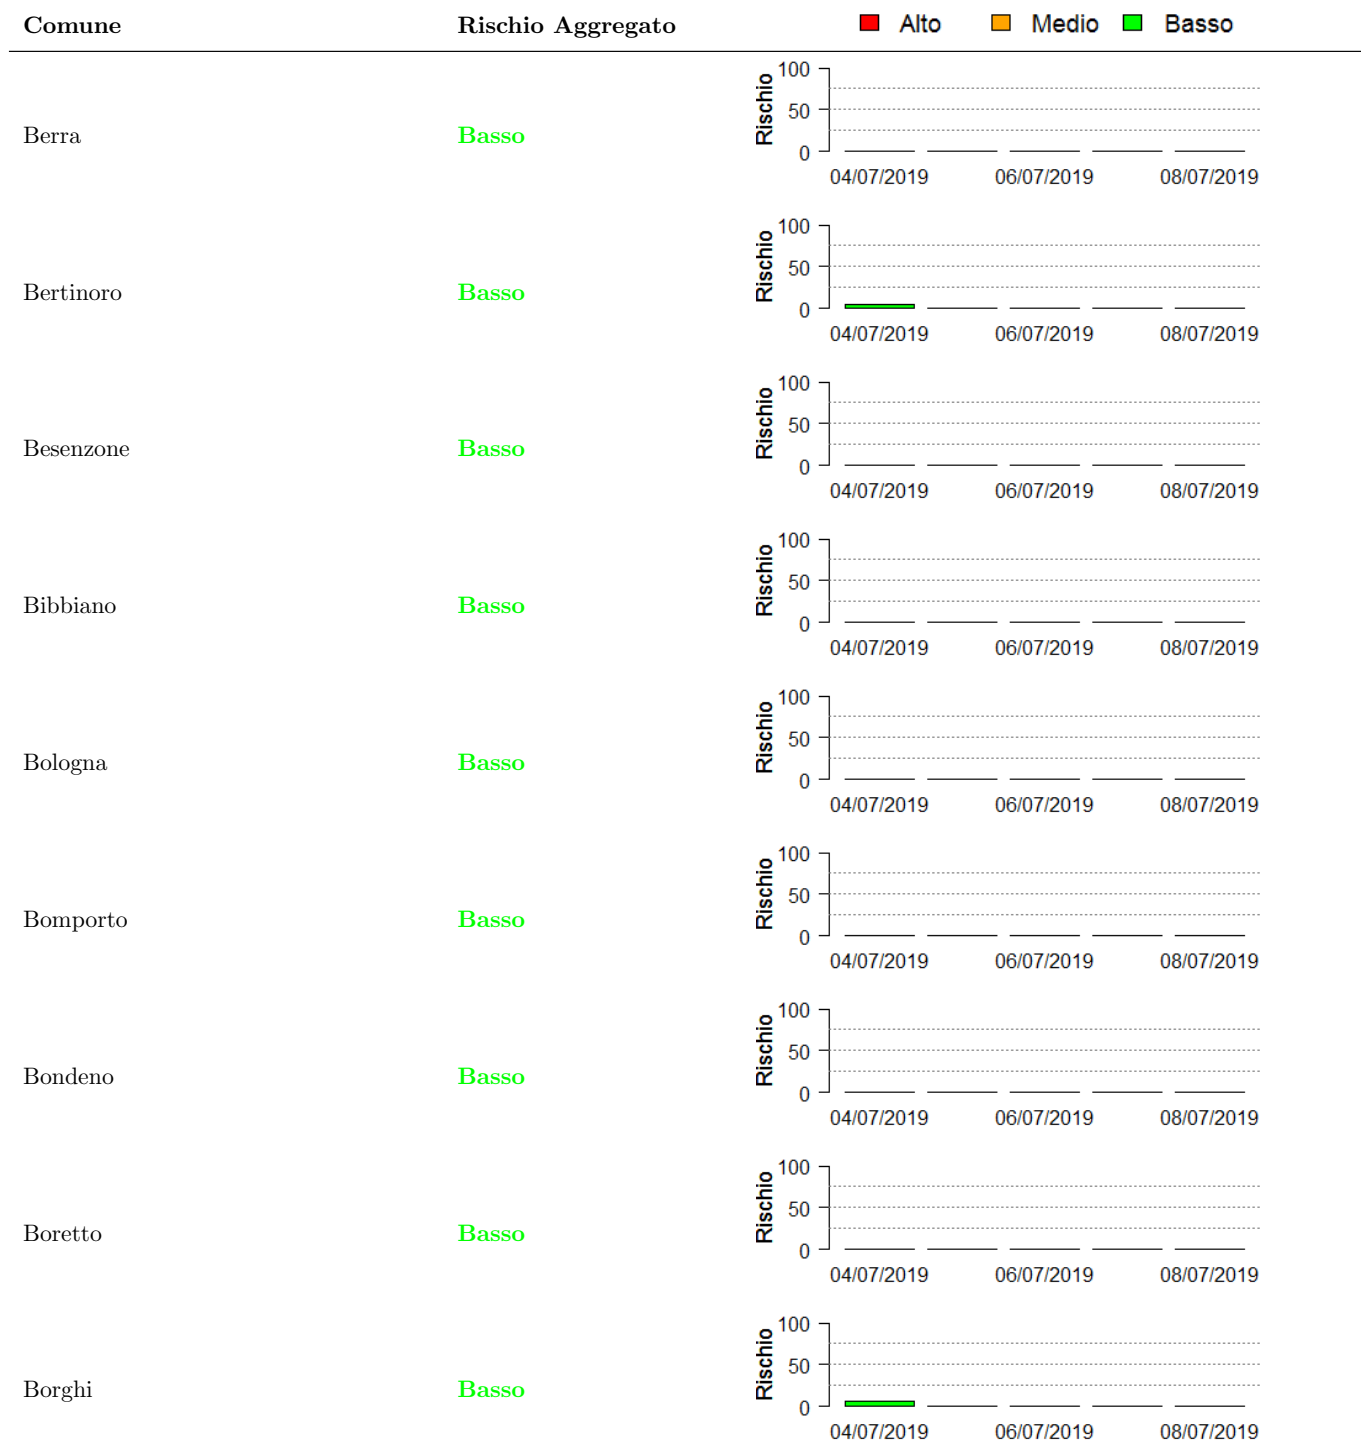 Comune Rischio Aggregato Alto Medio Basso
100
50
0
Rischio
Berra Basso
04/07/2019 06/07/2019 08/07/2019
100
50
0
Rischio
Bertinoro Basso
04/07/2019 06/07/2019 08/07/2019
100
50
0
Rischio
Besenzone Basso
04/07/2019 06/07/2019 08/07/2019
100
50
0
Rischio
Bibbiano Basso
04/07/2019 06/07/2019 08/07/2019
100
50
0
Rischio
Bologna Basso
04/07/2019 06/07/2019 08/07/2019
100
50
0
Rischio
Bomporto Basso
04/07/2019 06/07/2019 08/07/2019
100
50
0
Rischio
Bondeno Basso
04/07/2019 06/07/2019 08/07/2019
100
50
0
Rischio
Boretto Basso
04/07/2019 06/07/2019 08/07/2019
100
50
0
Rischio
Borghi Basso
04/07/2019 06/07/2019 08/07/2019